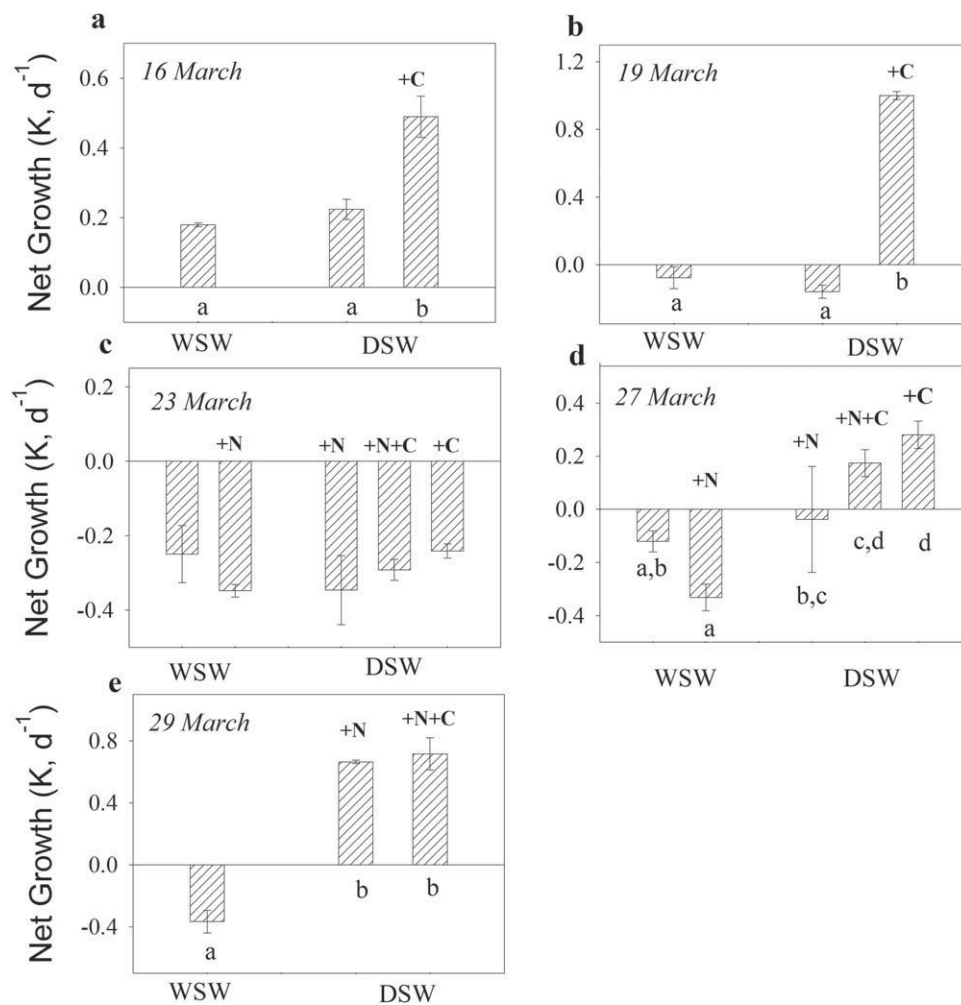 a
16 March
+C
Net Growth (K, d⁻¹)
0.6
0.4
0.2
0.0
a
a
b
WSW
DSW
b
19 March
+C
1.2
0.8
0.4
0.0
a
a
b
WSW
DSW
c
23 March
+N
+N
+N+C
+C
Net Growth (K, d⁻¹)
0.2
0.0
-0.2
-0.4
WSW
DSW
d
27 March
+N
+N
+N+C
+C
0.4
0.2
0.0
-0.2
-0.4
a,b
a
b,c
c,d
d
WSW
DSW
e
29 March
+N
+N+C
Net Growth (K, d⁻¹)
0.8
0.4
0.0
-0.4
a
b
b
WSW
DSW